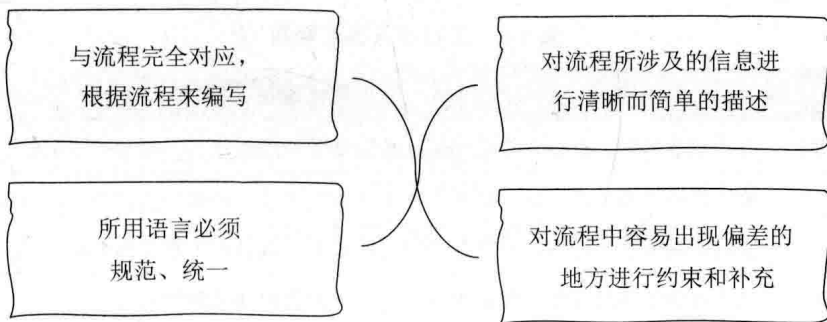 与流程完全对应，
根据流程来编写
对流程所涉及的信息进
行清晰而简单的描述
所用语言必须
规范、统一
对流程中容易出现偏差的
地方进行约束和补充